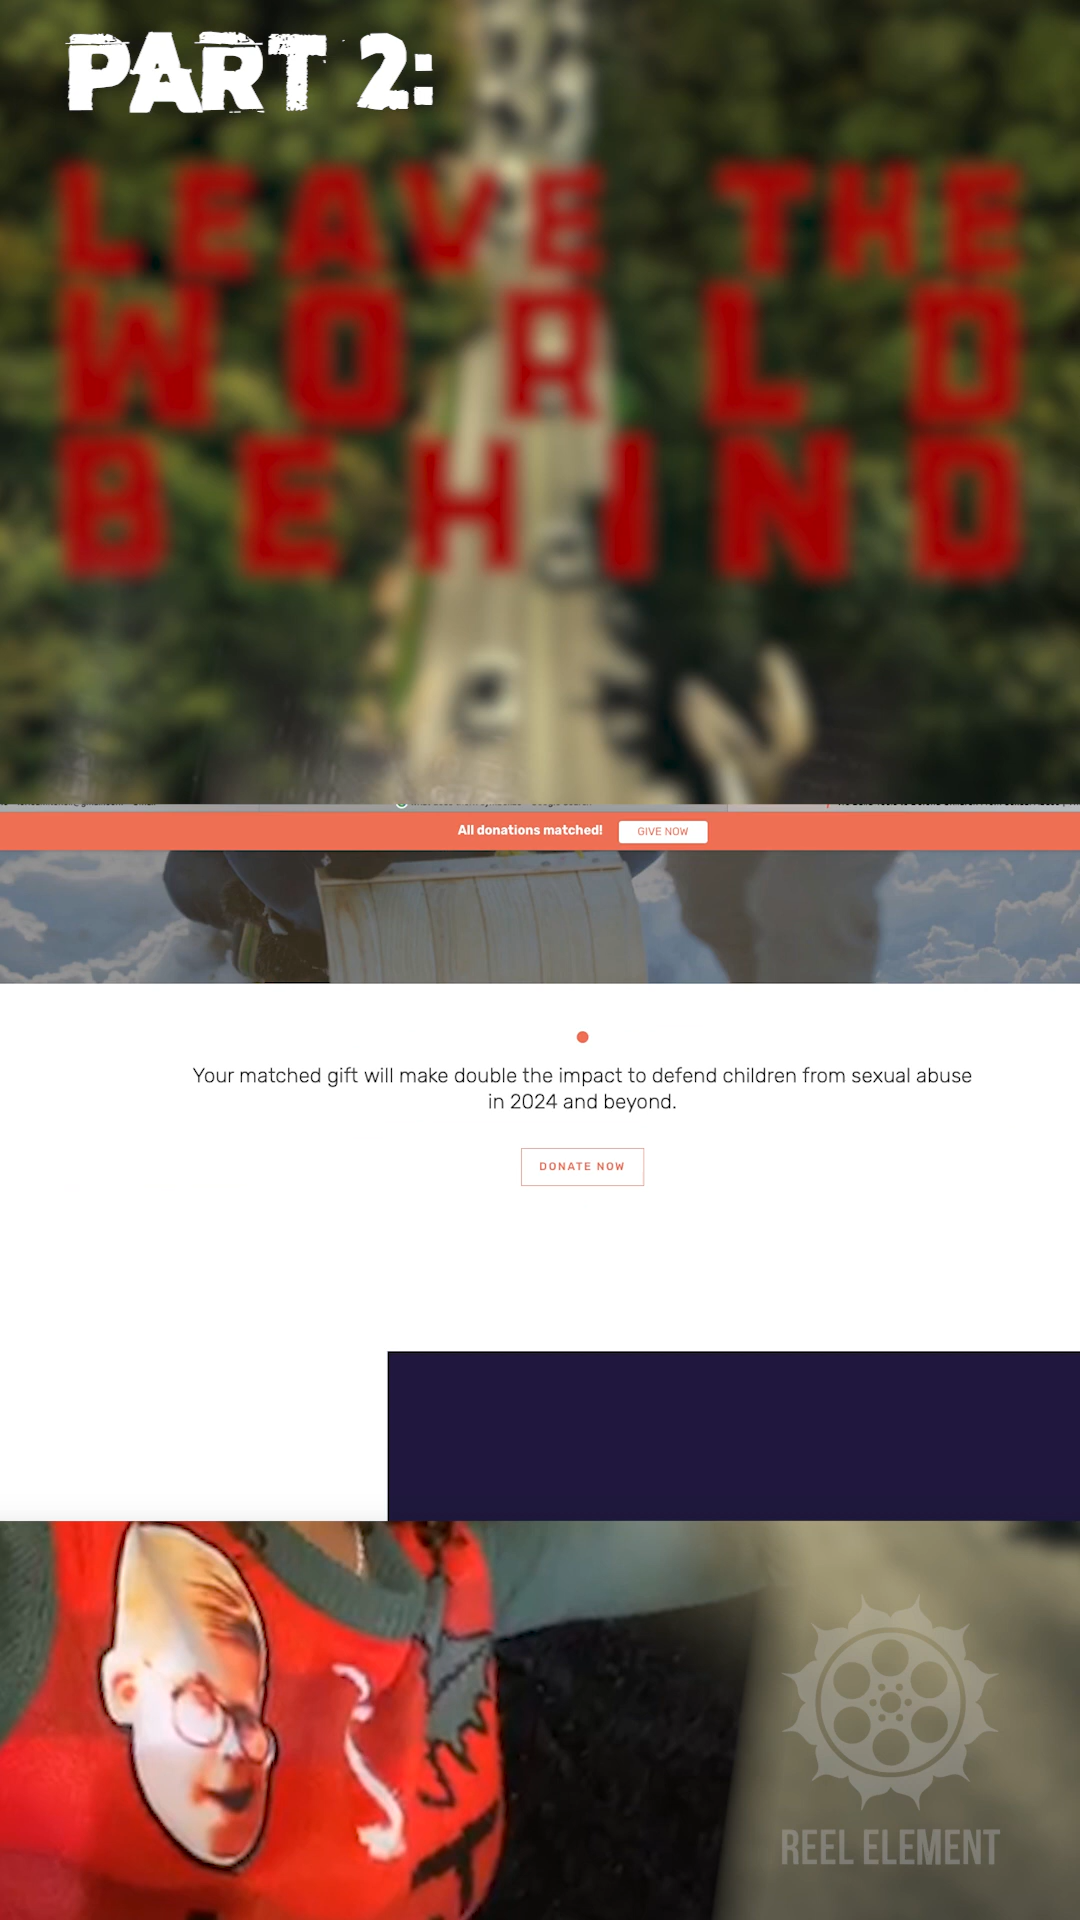 PART 2:
LEAVE THE
WORLD
BEHIND
All donations matched!
GIVE NOW
Your matched gift will make double the impact to defend children from sexual abuse
in 2024 and beyond.
DONATE NOW
REEL ELEMENT